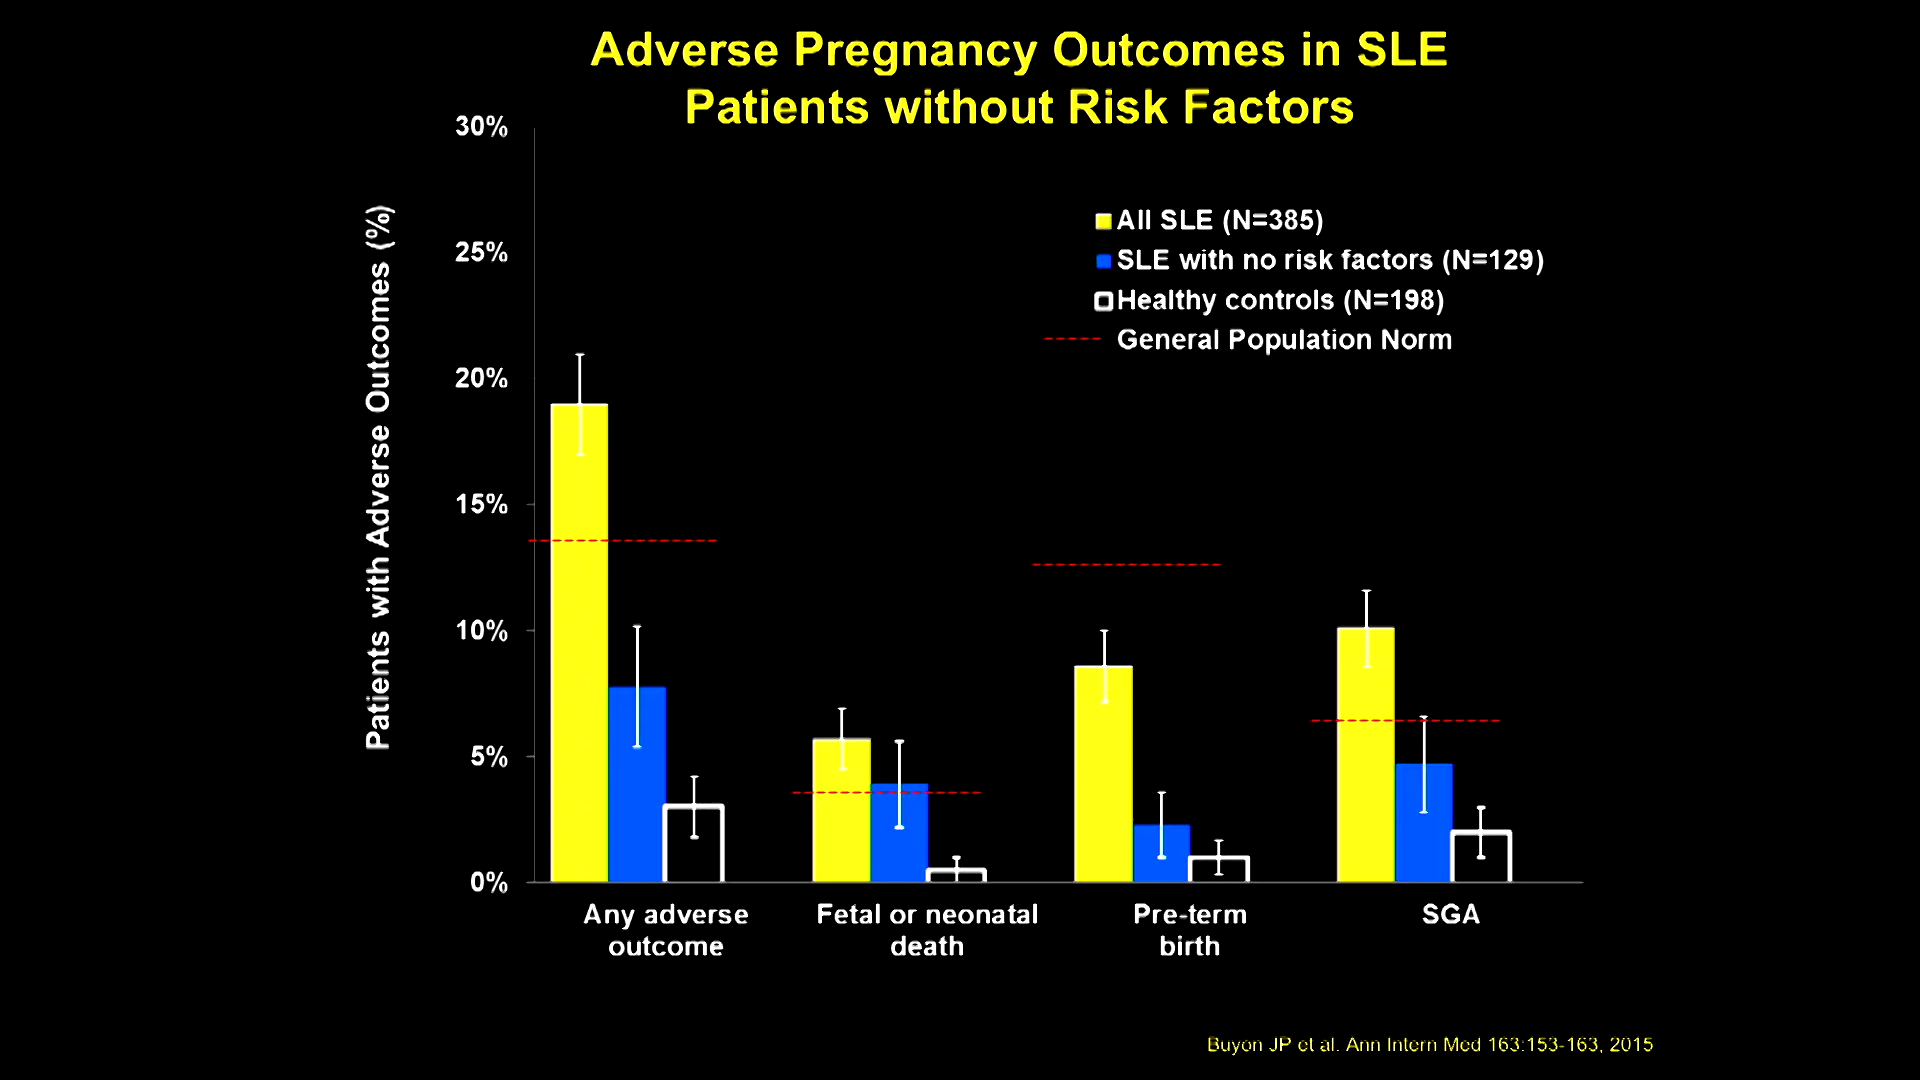 Adverse Pregnancy Outcomes in SLE
Patients without Risk Factors
Patients with Adverse Outcomes (%)
30%
25%
20%
15%
10%
5%
0%
All SLE (N=385)
SLE with no risk factors (N=129)
Healthy controls (N=198)
General Population Norm
Any adverse
outcome
Fetal or neonatal
death
Pre-term
birth
SGA
Buyon JP et al. Ann Intern Med 163:153-163, 2015